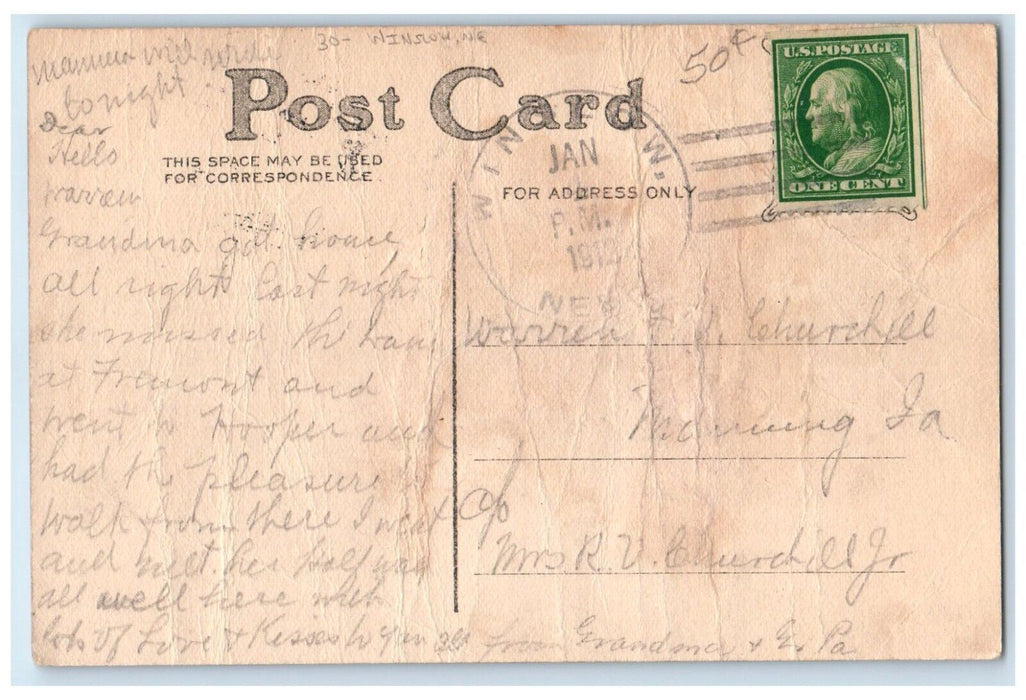 30- WINSLOW, NE
50¢
Mamma will write
tonight
Post Card
U.S. POSTAGE
ONE CENT
THIS SPACE MAY BE USED
FOR CORRESPONDENCE
FOR ADDRESS ONLY
WINSLOW.
JAN
P.M.
1912
NEB
Dear
Hello
Warren
Grandma got home
all right last night
she missed the train
at Fremont and
went to Hooper and
had the pleasure to
walk from there I went
and met her half way
all well here with
lots of Love & Kisses to you all from Grandma & G. Pa
Warren Churchill
Manning Ia
C/o
Mrs R. V. Churchill Jr